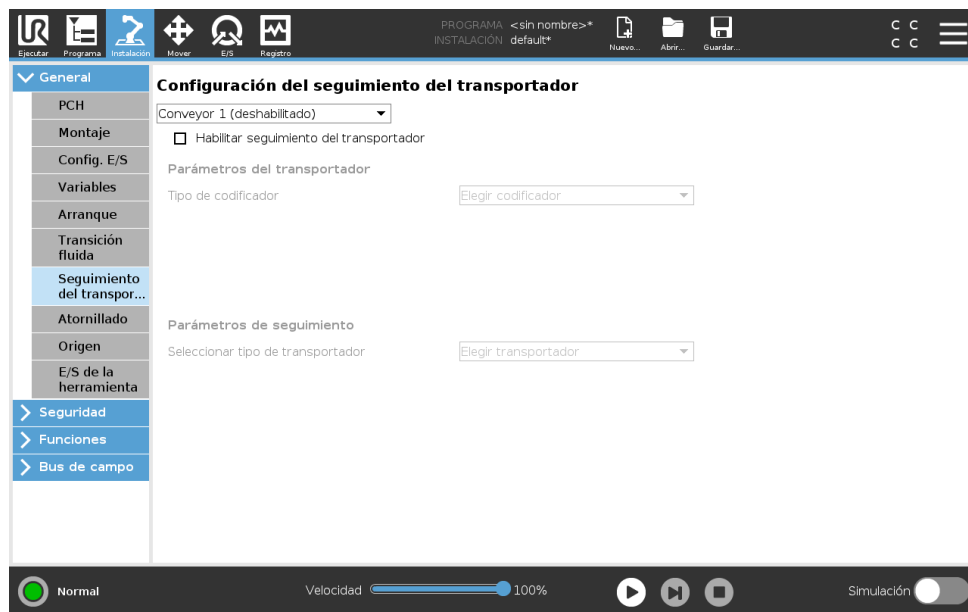 PROGRAMA <sin nombre>*
INSTALACIÓN default*
C C
C C
Ejecutar Programa Instalación Mover E/S Registro Nuevo... Abrir... Guardar...
General
PCH
Montaje
Config. E/S
Variables
Arranque
Transición
fluida
Seguimiento
del transpor...
Atornillado
Origen
E/S de la
herramienta
Seguridad
Funciones
Bus de campo
Configuración del seguimiento del transportador
Conveyor 1 (deshabilitado)
Habilitar seguimiento del transportador
Parámetros del transportador
Tipo de codificador Elegir codificador
Parámetros de seguimiento
Seleccionar tipo de transportador Elegir transportador
Normal Velocidad 100% Simulación